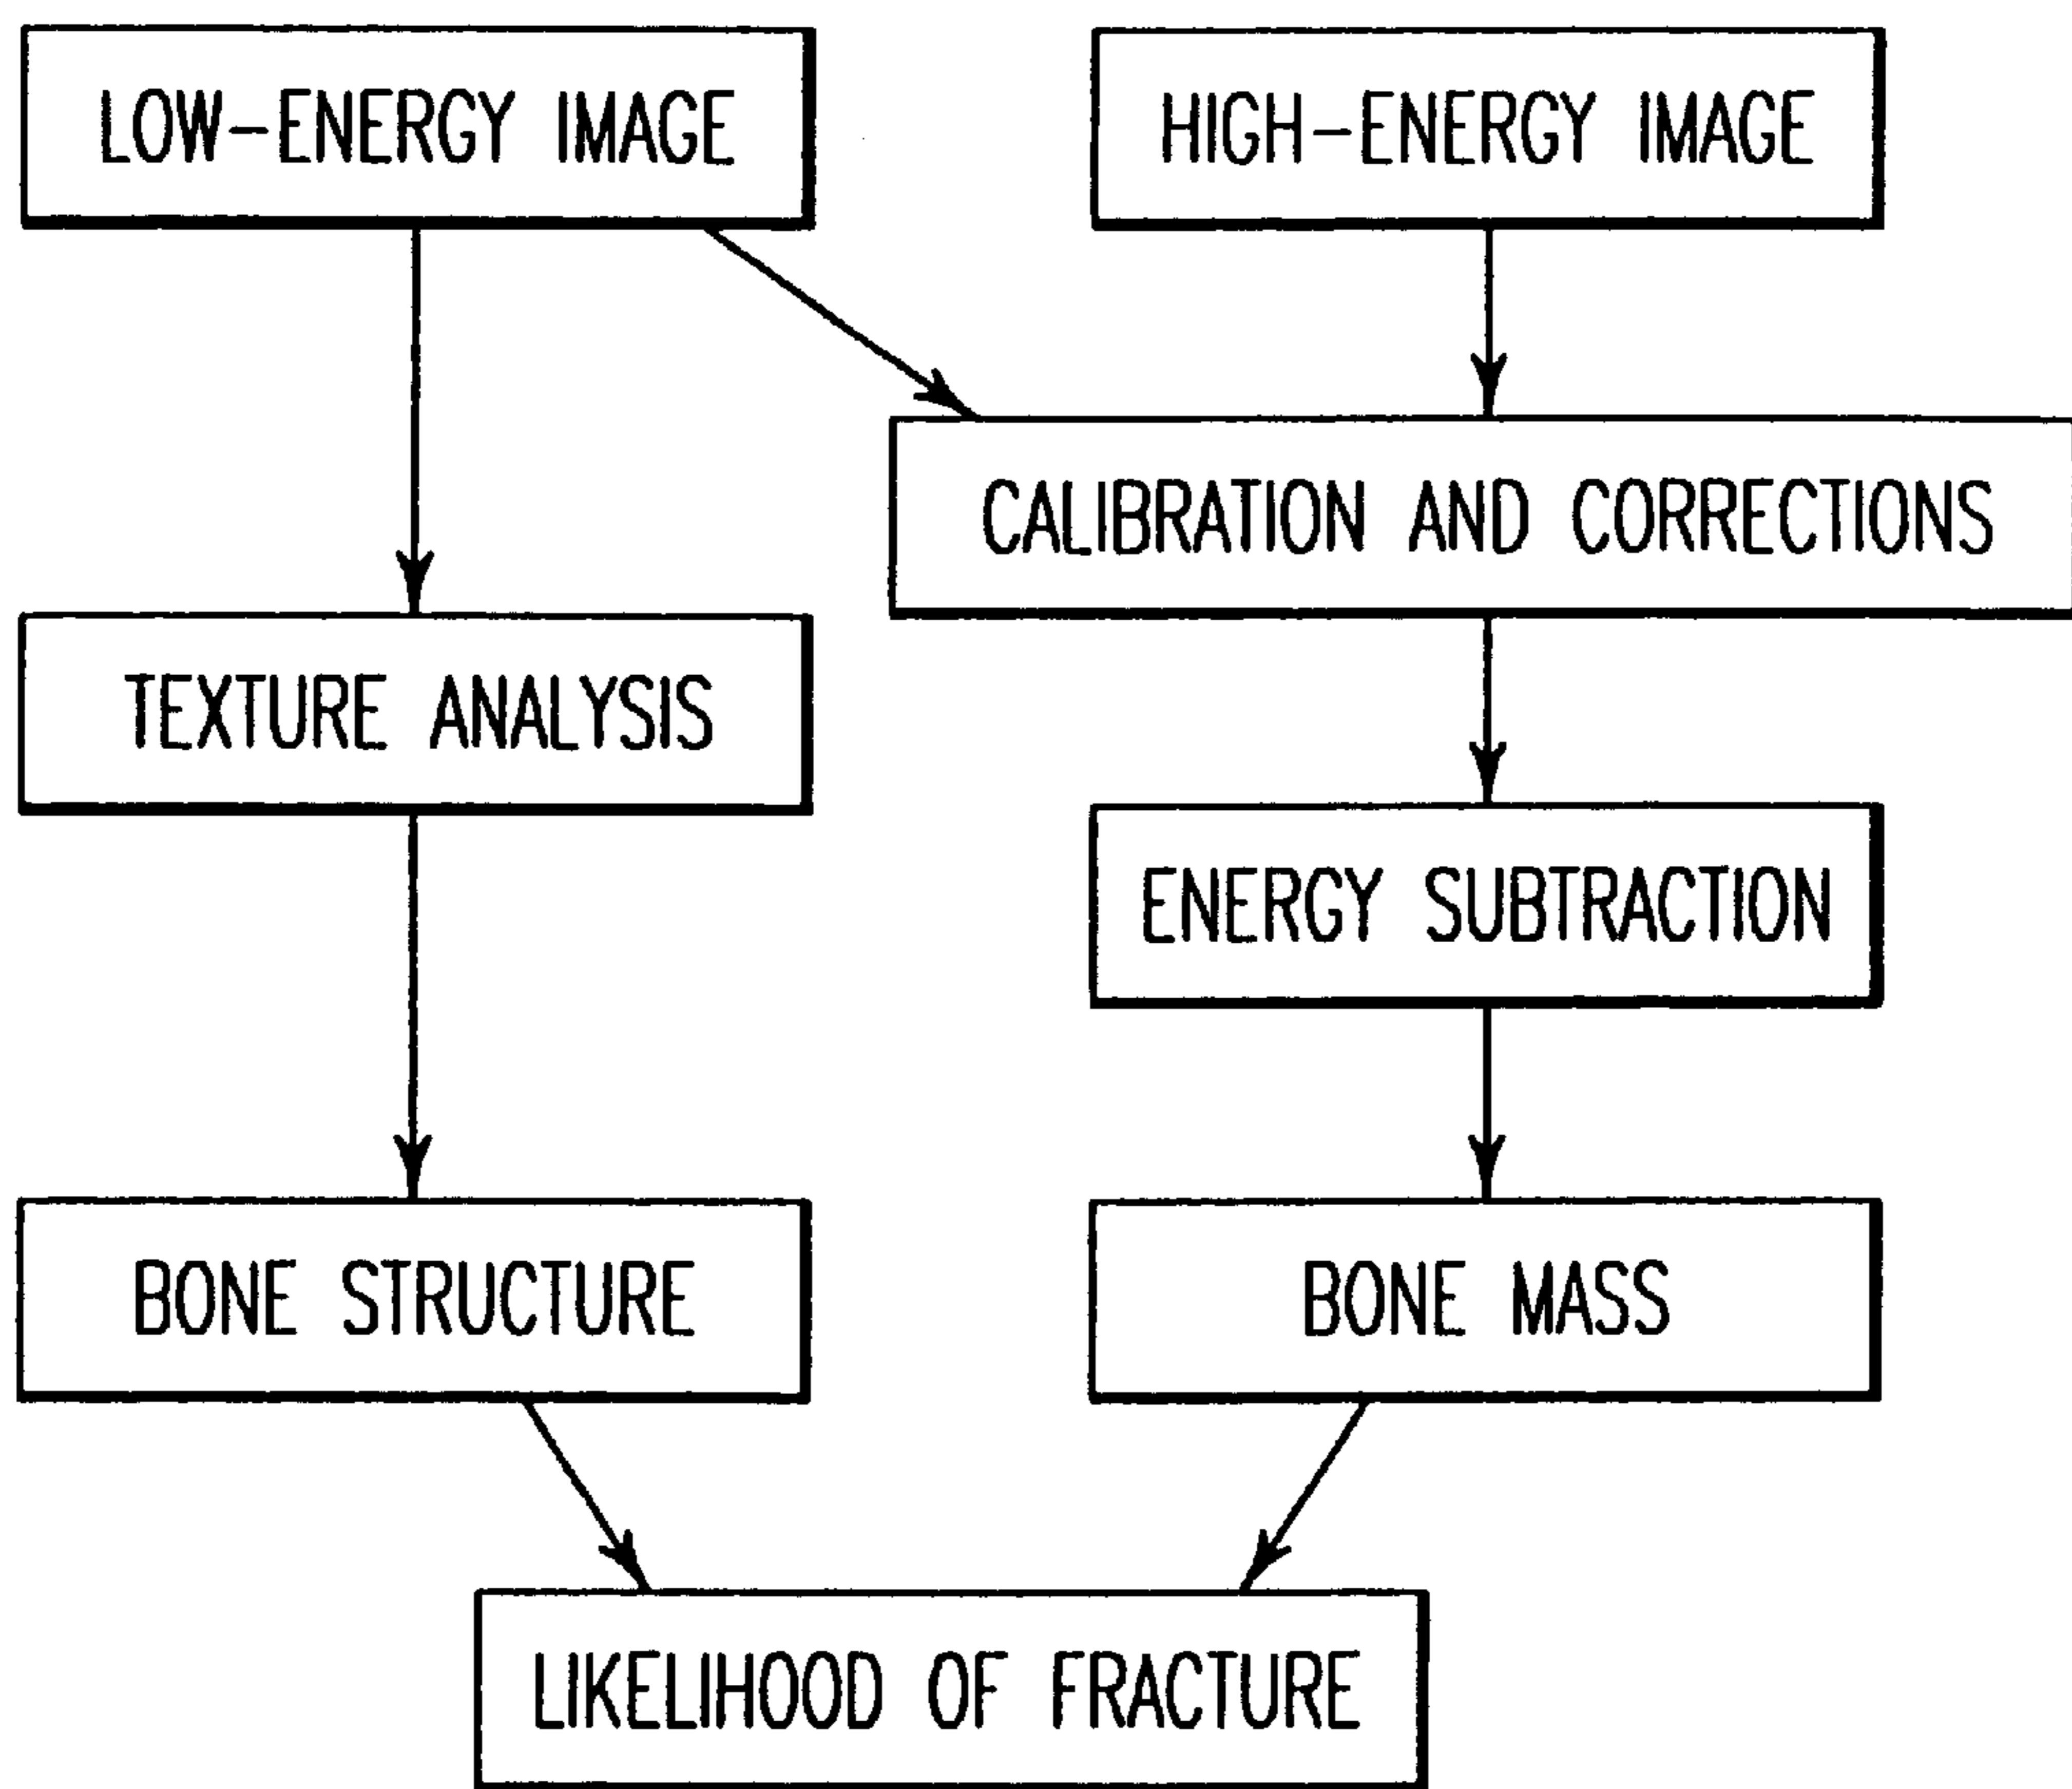 LOW-ENERGY IMAGE
HIGH-ENERGY IMAGE
CALIBRATION AND CORRECTIONS
TEXTURE ANALYSIS
ENERGY SUBTRACTION
BONE STRUCTURE
BONE MASS
LIKELIHOOD OF FRACTURE